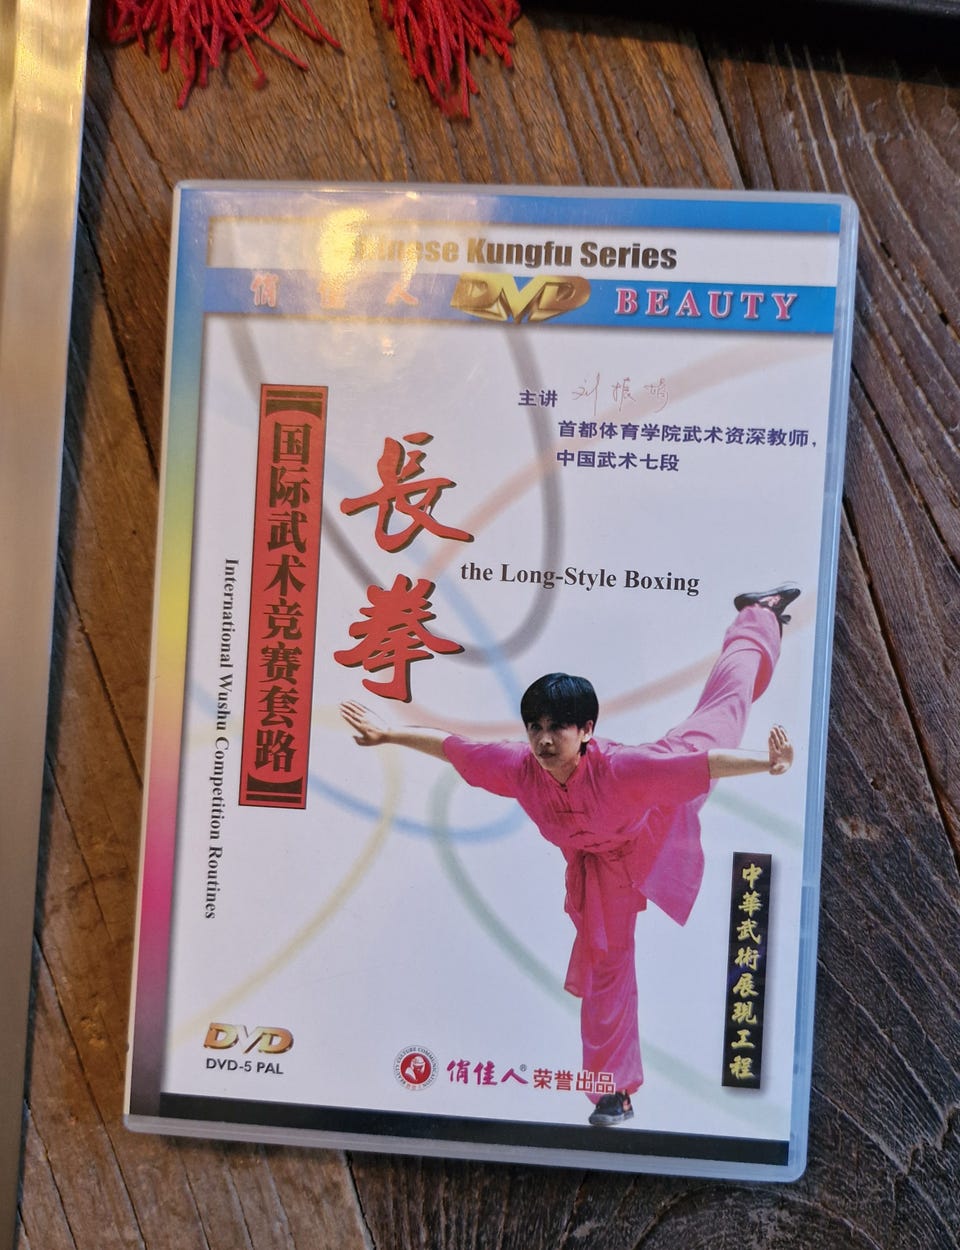 Chinese Kungfu Series
俏佳人
DVD
BEAUTY
主讲 刘振娟
首都体育学院武术资深教师，
中国武术七段
【国际武术竞赛套路】
International Wushu Competition Routines
長拳
the Long-Style Boxing
中華武術展現工程
DVD
DVD-5 PAL
俏佳人® 荣誉出品